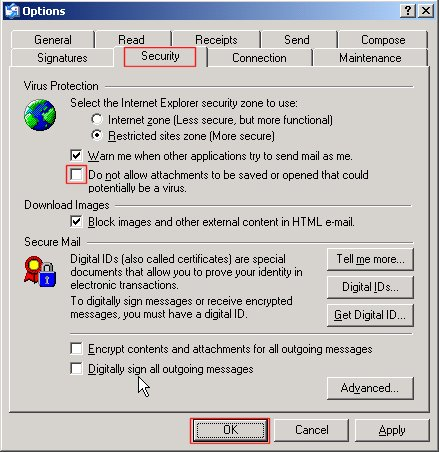 Options
General Read Receipts Send Compose
Signatures Security Connection Maintenance
Virus Protection
Select the Internet Explorer security zone to use:
Internet zone (Less secure, but more functional)
Restricted sites zone (More secure)
Warn me when other applications try to send mail as me.
Do not allow attachments to be saved or opened that could
potentially be a virus.
Download Images
Block images and other external content in HTML e-mail.
Secure Mail
Digital IDs (also called certificates) are special
documents that allow you to prove your identity in
electronic transactions.
Tell me more...
To digitally sign messages or receive encrypted
messages, you must have a digital ID.
Digital IDs...
Get Digital ID...
Encrypt contents and attachments for all outgoing messages
Digitally sign all outgoing messages
Advanced...
OK Cancel Apply